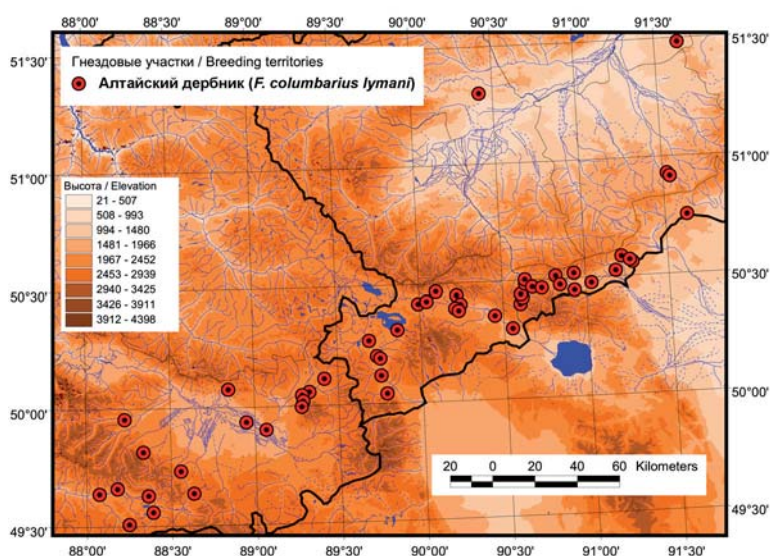 88°00' 88°30' 89°00' 89°30' 90°00' 90°30' 91°00' 91°30'
51°30' 51°30'
Гнездовые участки / Breeding territories
Алтайский дербник (F. columbarius lymani)
51°00' 51°00'
Высота / Elevation
21 - 507
508 - 993
994 - 1480
1481 - 1966
1967 - 2452
2453 - 2939
2940 - 3425
3426 - 3911
3912 - 4398
50°30' 50°30'
50°00' 50°00'
20 0 20 40 60 Kilometers
49°30' 49°30'
88°00' 88°30' 89°00' 89°30' 90°00' 90°30' 91°00' 91°30'